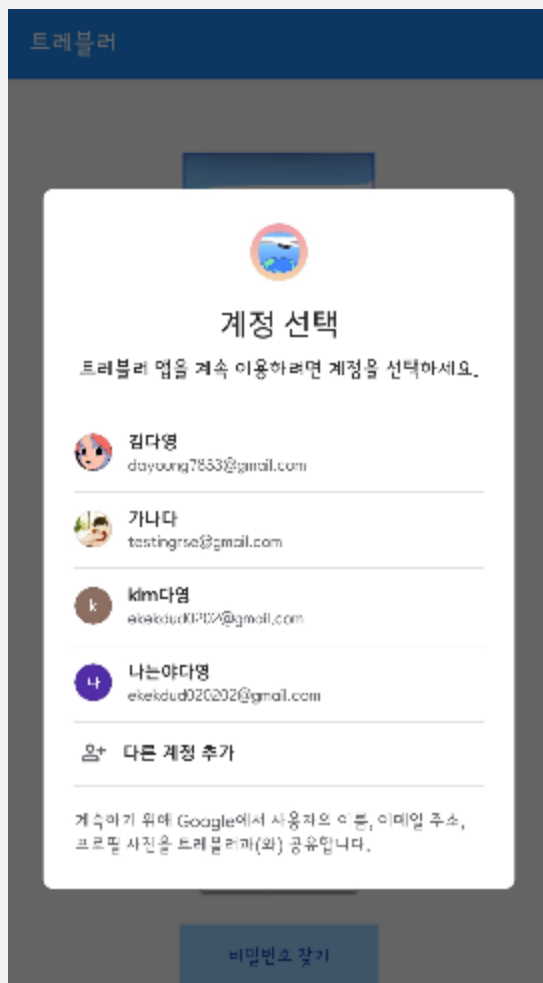 트레블러
계정 선택
트레블러 앱을 계속 이용하려면 계정을 선택하세요.
김다영
dayoung7853@gmail.com
가나다
testingrse@gmail.com
k
kim다영
ekekdud0202@gmail.com
나
나는야다영
ekekdud020202@gmail.com
다른 계정 추가
계속하기 위해 Google에서 사용자의 이름, 이메일 주소,
프로필 사진을 트레블러과(와) 공유합니다.
비밀번호 찾기